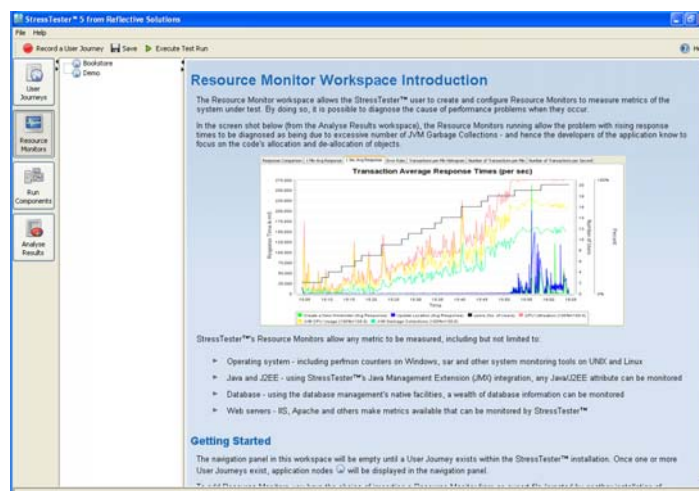 StressTester™ 5 from Reflective Solutions
File Help
Record a User Journey Save Execute Test Run
Bookstore
Demo
User
Journeys
Resource
Monitors
Run
Components
Analyse
Results
Resource Monitor Workspace Introduction
The Resource Monitor workspace allows the StressTester™ user to create and configure Resource Monitors to measure metrics of the
system under test. By doing so, it is possible to diagnose the cause of performance problems when they occur.
In the screen shot below (from the Analyse Results workspace), the Resource Monitors running allow the problem with rising response
times to be diagnosed as being due to excessive number of JVM Garbage Collections - and hence the developers of the application know to
focus on the code's allocation and de-allocation of objects.
Transaction Average Response Times (per sec)
Number of Users
Percent
Time
StressTester™'s Resource Monitors allow any metric to be measured, including but not limited to:
Operating system - including perfmon counters on Windows, sar and other system monitoring tools on UNIX and Linux
Java and J2EE - using StressTester™'s Java Management Extension (JMX) integration, any Java/J2EE attribute can be monitored
Database - using the database management's native facilities, a wealth of database information can be monitored
Web servers - IIS, Apache and others make metrics available that can be monitored by StressTester™
Getting Started
The navigation panel in this workspace will be empty until a User Journey exists within the StressTester™ installation. Once one or more
User Journeys exist, application nodes will be displayed in the navigation panel.